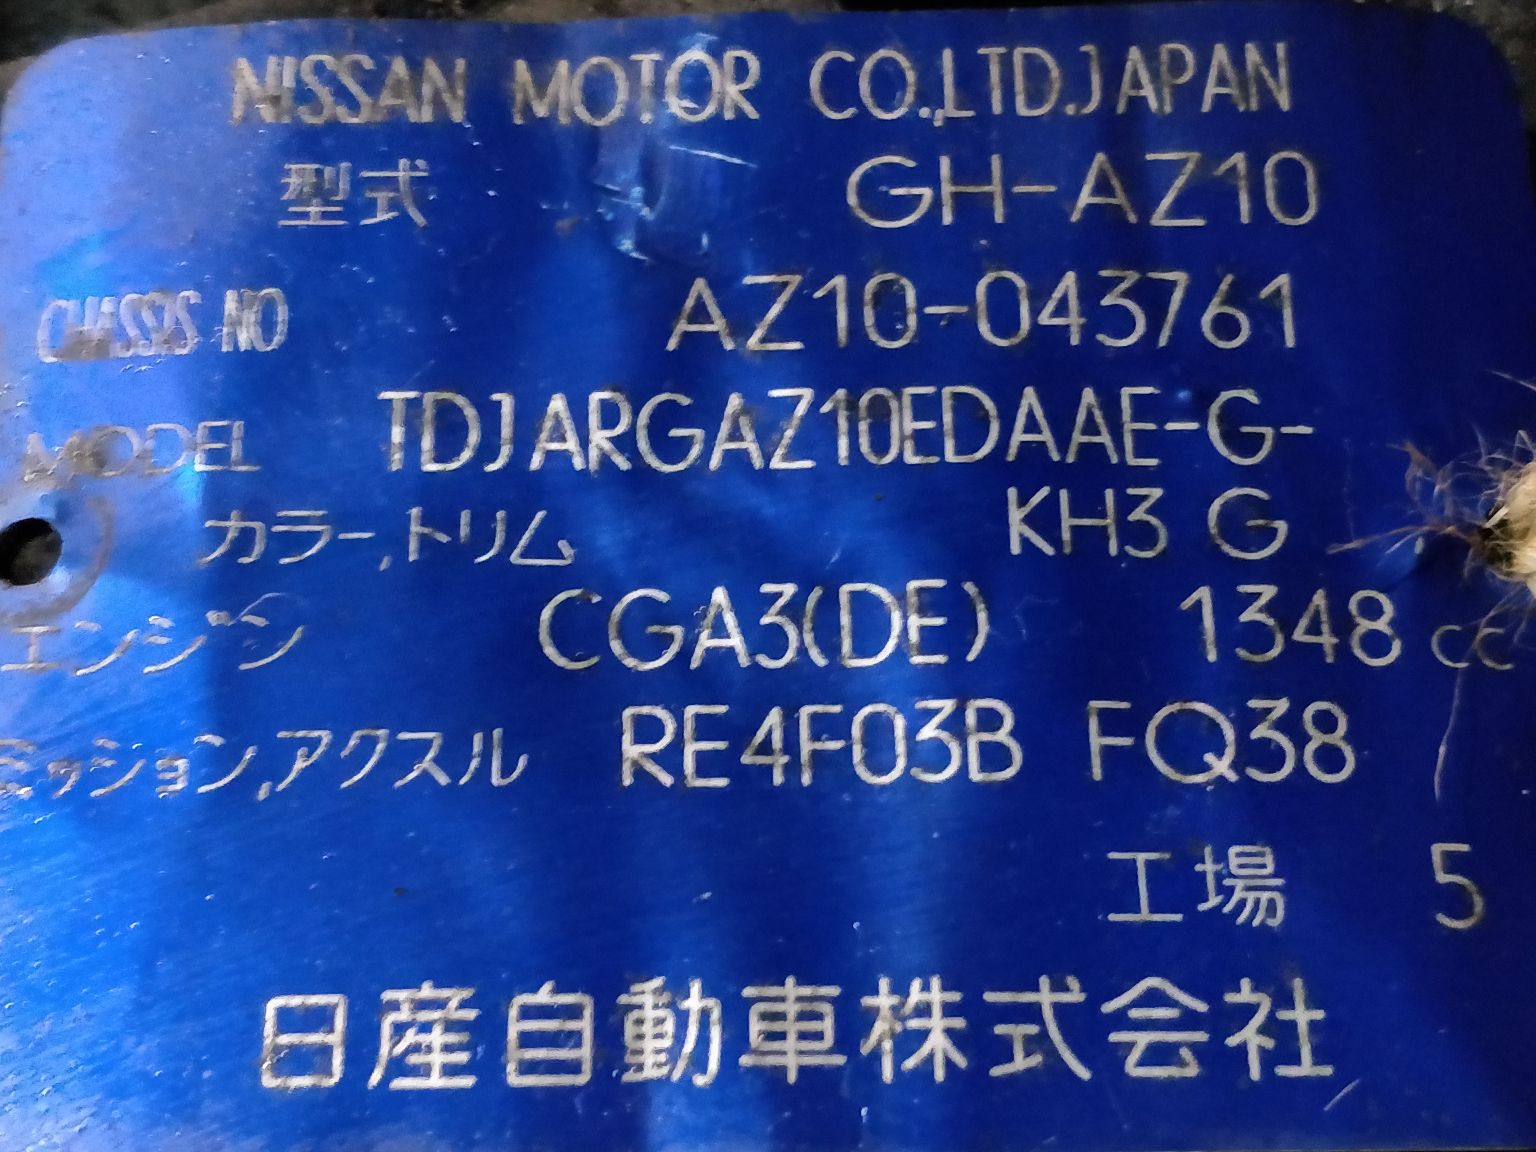 NISSAN MOTOR CO.,LTD.JAPAN
型式 GH-AZ10
CHASSIS NO AZ10-043761
MODEL TDJARGAZ10EDAAE-G-
カラー,トリム KH3 G
エンジン CGA3(DE) 1348 cc
ミッション,アクスル RE4F03B FQ38
工場 5
日産自動車株式会社